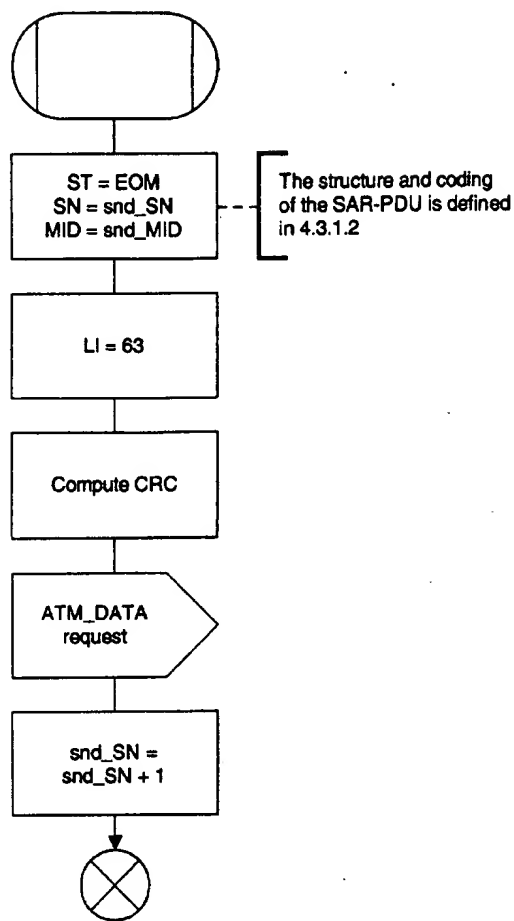 ST = EOM
SN = snd_SN
MID = snd_MID
The structure and coding
of the SAR-PDU is defined
in 4.3.1.2
LI = 63
Compute CRC
ATM_DATA
request
snd_SN =
snd_SN + 1